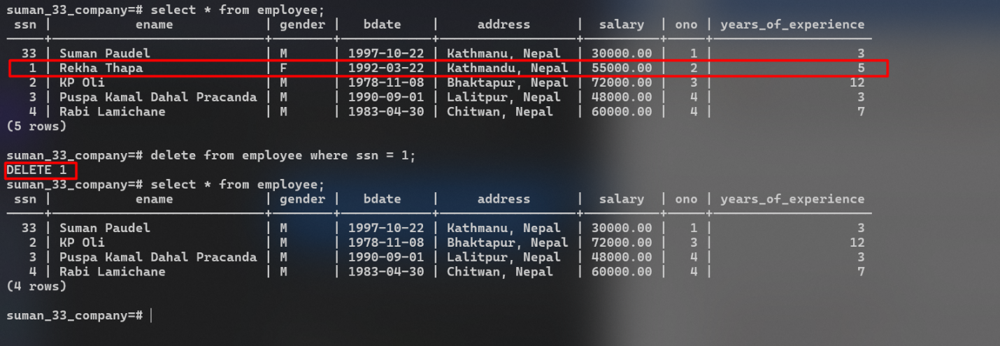 suman_33_company=# select * from employee;
ssn | ename | gender | bdate | address | salary | ono | years_of_experience
33 | Suman Paudel | M | 1997-10-22 | Kathmanu, Nepal | 30000.00 | 1 | 3
1 | Rekha Thapa | F | 1992-03-22 | Kathmandu, Nepal | 55000.00 | 2 | 5
2 | KP Oli | M | 1978-11-08 | Bhaktapur, Nepal | 72000.00 | 3 | 12
3 | Puspa Kamal Dahal Pracanda | M | 1990-09-01 | Lalitpur, Nepal | 48000.00 | 4 | 3
4 | Rabi Lamichane | M | 1983-04-30 | Chitwan, Nepal | 60000.00 | 4 | 7
(5 rows)
suman_33_company=# delete from employee where ssn = 1;
DELETE 1
suman_33_company=# select * from employee;
ssn | ename | gender | bdate | address | salary | ono | years_of_experience
33 | Suman Paudel | M | 1997-10-22 | Kathmanu, Nepal | 30000.00 | 1 | 3
2 | KP Oli | M | 1978-11-08 | Bhaktapur, Nepal | 72000.00 | 3 | 12
3 | Puspa Kamal Dahal Pracanda | M | 1990-09-01 | Lalitpur, Nepal | 48000.00 | 4 | 3
4 | Rabi Lamichane | M | 1983-04-30 | Chitwan, Nepal | 60000.00 | 4 | 7
(4 rows)
suman_33_company=#